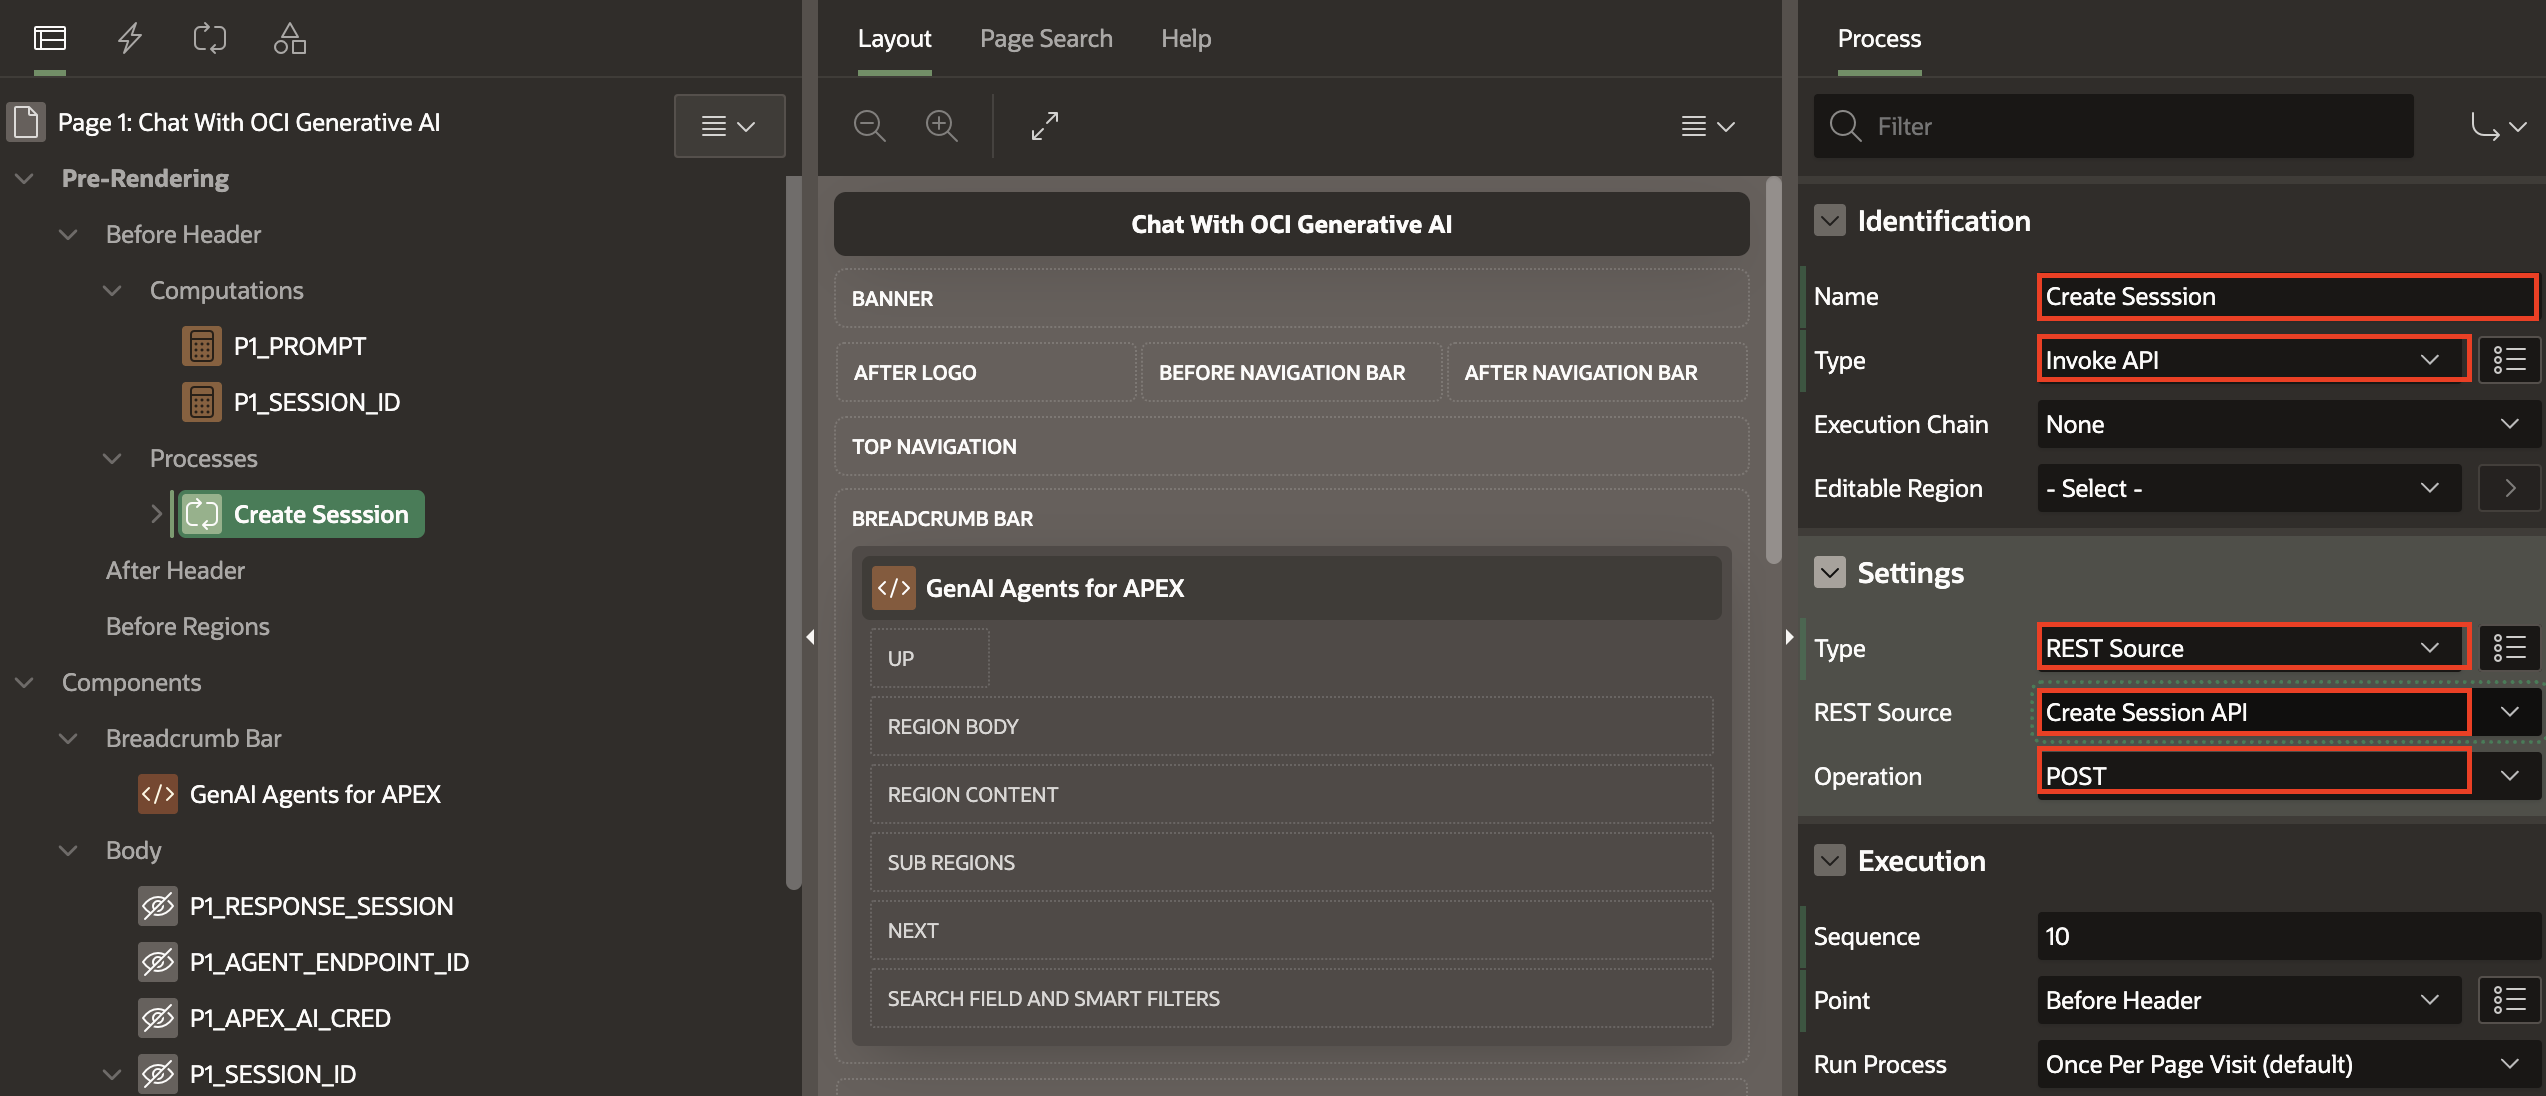 Page 1: Chat With OCI Generative AI
Pre-Rendering
Before Header
Computations
P1_PROMPT
P1_SESSION_ID
Processes
Create Sesssion
After Header
Before Regions
Components
Breadcrumb Bar
GenAI Agents for APEX
Body
P1_RESPONSE_SESSION
P1_AGENT_ENDPOINT_ID
P1_APEX_AI_CRED
P1_SESSION_ID
Layout Page Search Help
Chat With OCI Generative AI
BANNER
AFTER LOGO BEFORE NAVIGATION BAR AFTER NAVIGATION BAR
TOP NAVIGATION
BREADCRUMB BAR
GenAI Agents for APEX
UP
REGION BODY
REGION CONTENT
SUB REGIONS
NEXT
SEARCH FIELD AND SMART FILTERS
Process
Filter
Identification
Name Create Sesssion
Type Invoke API
Execution Chain None
Editable Region - Select -
Settings
Type REST Source
REST Source Create Session API
Operation POST
Execution
Sequence 10
Point Before Header
Run Process Once Per Page Visit (default)